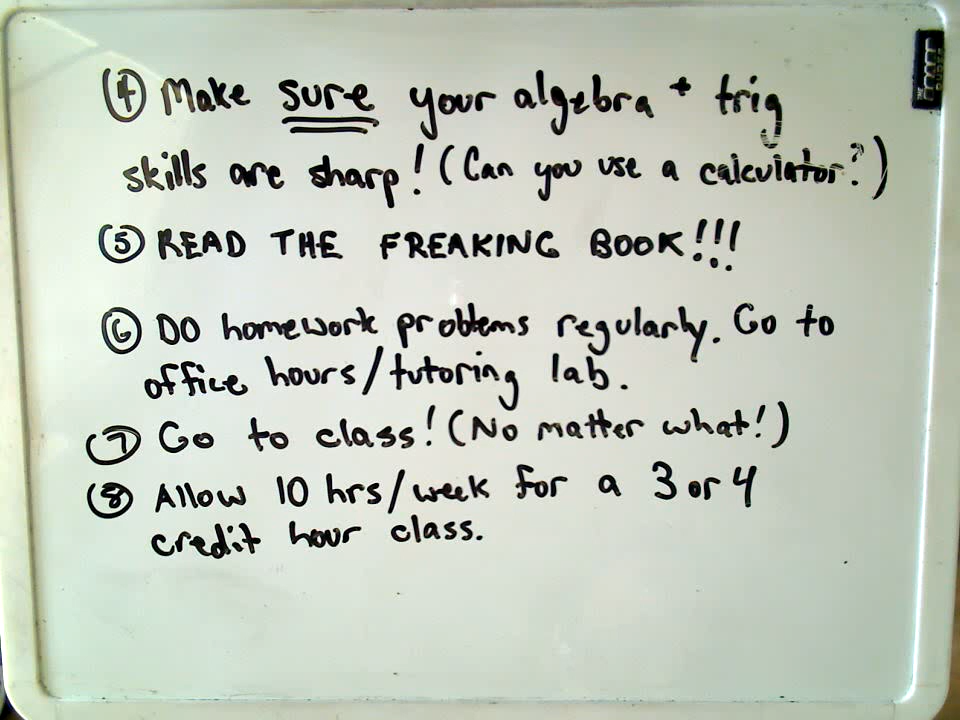 ④ Make sure your algebra + trig
skills are sharp! (Can you use a calculator?)
⑤ READ THE FREAKING BOOK!!!
⑥ DO homework problems regularly. Go to
office hours/tutoring lab.
⑦ Go to class! (No matter what!)
⑧ Allow 10 hrs/week for a 3 or 4
credit hour class.